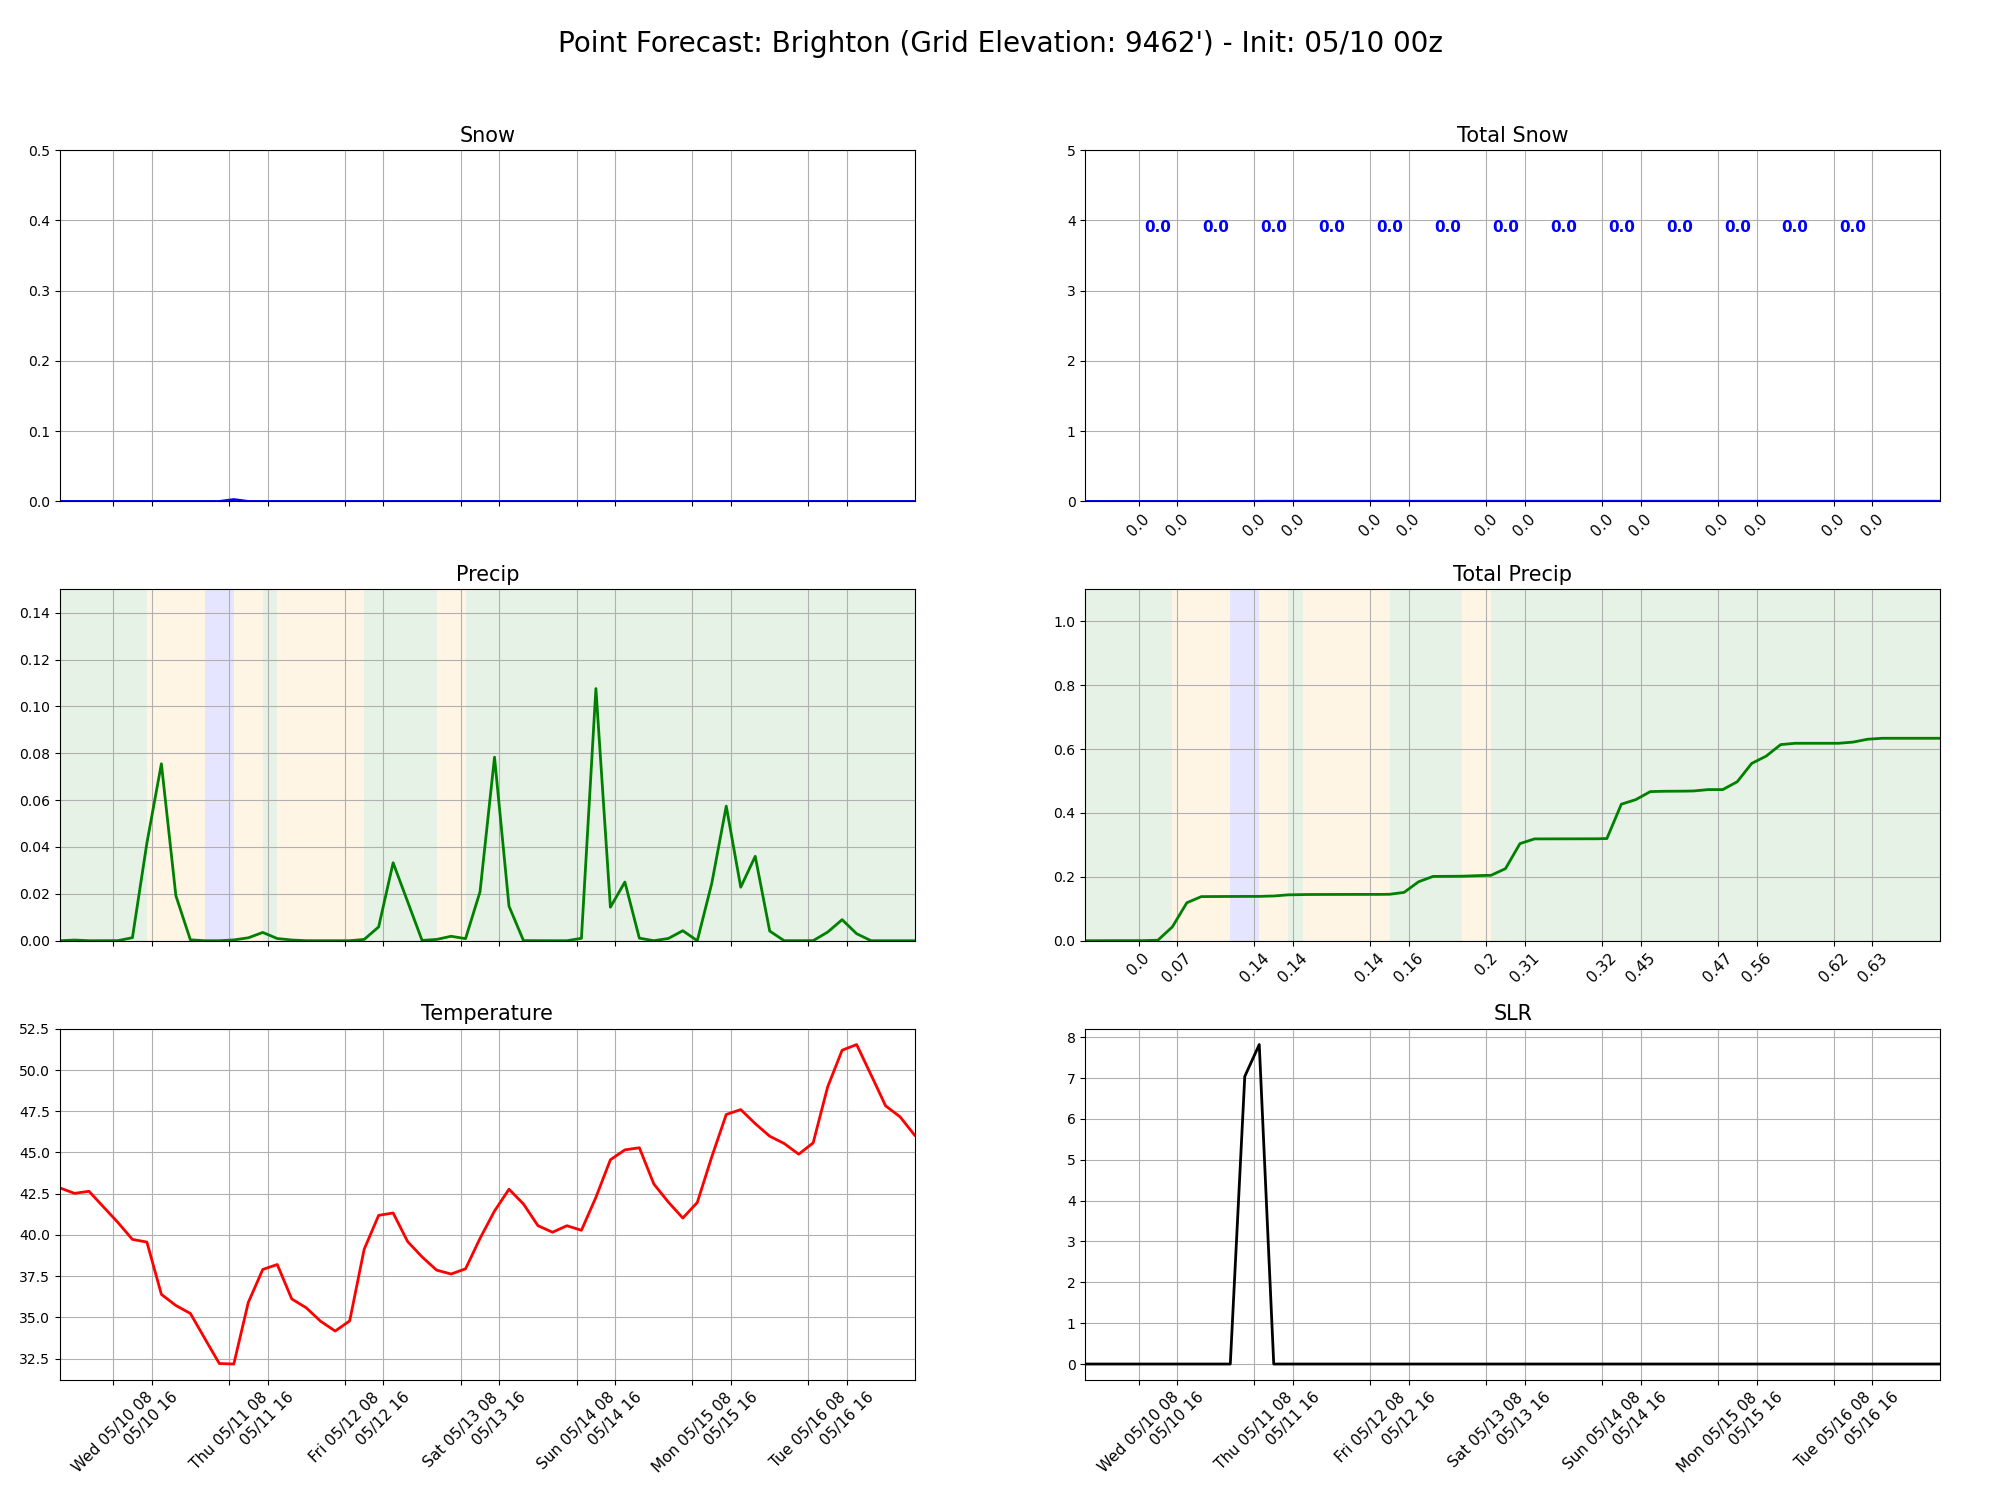 Point Forecast: Brighton (Grid Elevation: 9462') - Init: 05/10 00z
Snow
0.5
0.4
0.3
0.2
0.1
0.0
Total Snow
5
4
3
2
1
0
0.0 0.0 0.0 0.0 0.0 0.0 0.0 0.0 0.0 0.0 0.0 0.0 0.0
0.0 0.0 0.0 0.0 0.0 0.0 0.0 0.0 0.0 0.0 0.0 0.0 0.0 0.0
Precip
0.14
0.12
0.10
0.08
0.06
0.04
0.02
0.00
Total Precip
1.0
0.8
0.6
0.4
0.2
0.0
0.0 0.07 0.14 0.14 0.14 0.16 0.2 0.31 0.32 0.45 0.47 0.56 0.62 0.63
Temperature
52.5
50.0
47.5
45.0
42.5
40.0
37.5
35.0
32.5
Wed 05/10 08
05/10 16
Thu 05/11 08
05/11 16
Fri 05/12 08
05/12 16
Sat 05/13 08
05/13 16
Sun 05/14 08
05/14 16
Mon 05/15 08
05/15 16
Tue 05/16 08
05/16 16
SLR
8
7
6
5
4
3
2
1
0
Wed 05/10 08
05/10 16
Thu 05/11 08
05/11 16
Fri 05/12 08
05/12 16
Sat 05/13 08
05/13 16
Sun 05/14 08
05/14 16
Mon 05/15 08
05/15 16
Tue 05/16 08
05/16 16